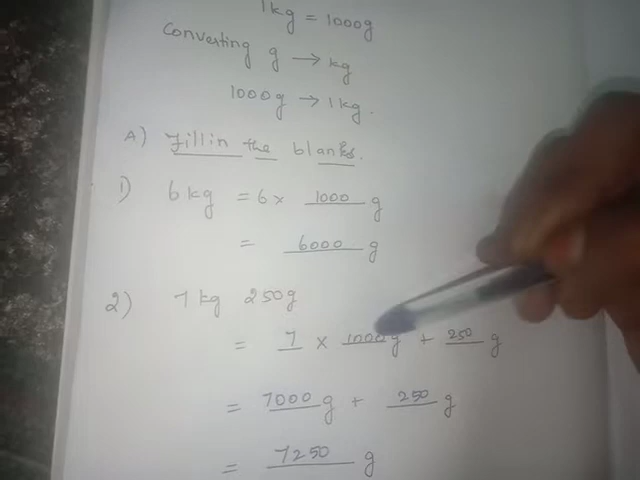 1kg = 1000g
Converting g → kg
1000g → 1kg.
A) Fill in the blanks.
1) 6kg = 6 × 1000 g
= 6000 g
2) 7kg 250g
= 7 × 1000g + 250 g
= 7000g + 250 g
= 7250 g